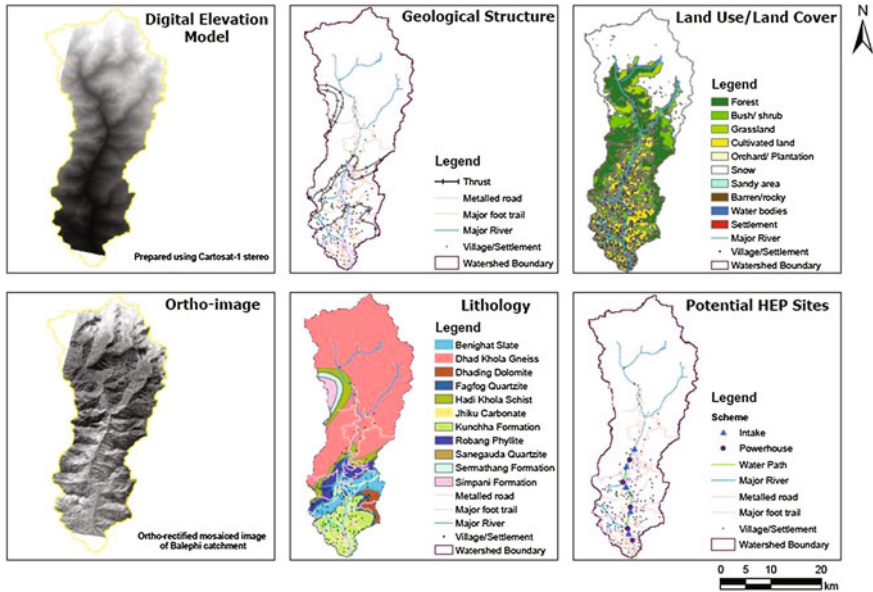 Digital Elevation
Model
Prepared using Cartosat-1 stereo
Geological Structure
Legend
Thrust
Metalled road
Major foot trail
Major River
Village/Settlement
Watershed Boundary
Land Use/Land Cover
Legend
Forest
Bush/ shrub
Grassland
Cultivated land
Orchard/ Plantation
Snow
Sandy area
Barren/rocky
Water bodies
Settlement
Major River
Village/Settlement
Watershed Boundary
N
Ortho-image
Ortho-rectified mosaiced image
of Balephi catchment
Lithology
Legend
Benighat Slate
Dhad Khola Gneiss
Dhading Dolomite
Fagfog Quartzite
Hadi Khola Schist
Jhiku Carbonate
Kunchha Formation
Robang Phyllite
Sanegauda Quartzite
Sermathang Formation
Simpani Formation
Metalled road
Major foot trail
Major River
Village/Settlement
Watershed Boundary
Potential HEP Sites
Legend
Scheme
Intake
Powerhouse
Water Path
Major River
Metalled road
Major foot trail
Village/Settlement
Watershed Boundary
0 5 10 20
km